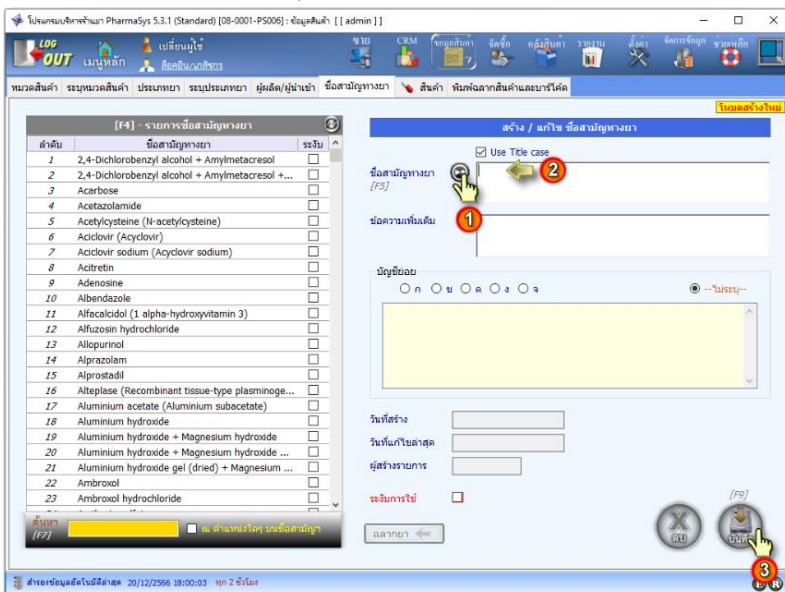 โปรแกรมบริหารร้านยา PharmaSys 5.3.1 (Standard) [08-0001-PS006] : ข้อมูลสินค้า [ [ admin ] ]
LOG OUT
เมนูหลัก
เปลี่ยนผู้ใช้
ล็อคอินเภสัชกร
ขาย
CRM
ข้อมูลสินค้า
จัดซื้อ
คลังสินค้า
รายงาน
ตั้งค่า
จัดการข้อมูล
ช่วยเหลือ
หมวดสินค้า ระบุหมวดสินค้า ประเภทยา ระบุประเภทยา ผู้ผลิต/ผู้นำเข้า ชื่อสามัญทางยา สินค้า พิมพ์ฉลากสินค้าและบาร์โค้ด
โหมดสร้างใหม่
[F4] - รายการชื่อสามัญทางยา
ลำดับ ชื่อสามัญทางยา ระงับ
1 2,4-Dichlorobenzyl alcohol + Amylmetacresol
2 2,4-Dichlorobenzyl alcohol + Amylmetacresol +...
3 Acarbose
4 Acetazolamide
5 Acetylcysteine (N-acetylcysteine)
6 Aciclovir (Acyclovir)
7 Aciclovir sodium (Acyclovir sodium)
8 Acitretin
9 Adenosine
10 Albendazole
11 Alfacalcidol (1 alpha-hydroxyvitamin 3)
12 Alfuzosin hydrochloride
13 Allopurinol
14 Alprazolam
15 Alprostadil
16 Alteplase (Recombinant tissue-type plasminoge...
17 Aluminium acetate (Aluminium subacetate)
18 Aluminium hydroxide
19 Aluminium hydroxide + Magnesium hydroxide
20 Aluminium hydroxide + Magnesium hydroxide ...
21 Aluminium hydroxide gel (dried) + Magnesium ...
22 Ambroxol
23 Ambroxol hydrochloride
ค้นหา
[F7]
ณ ตำแหน่งใดๆ บนชื่อสามัญฯ
สร้าง / แก้ไข ชื่อสามัญทางยา
Use Title case
ชื่อสามัญทางยา
[F5]
1
2
ข้อความเพิ่มเติม
บัญชีย่อย
ก ข ค ง จ --ไม่ระบุ--
วันที่สร้าง
วันที่แก้ไขล่าสุด
ผู้สร้างรายการ
ระงับการใช้
ฉลากยา
[F9]
ลบ
บันทึก
3
สำรองข้อมูลอัตโนมัติล่าสุด 20/12/2566 18:00:03 ทุก 2 ชั่วโมง
E R